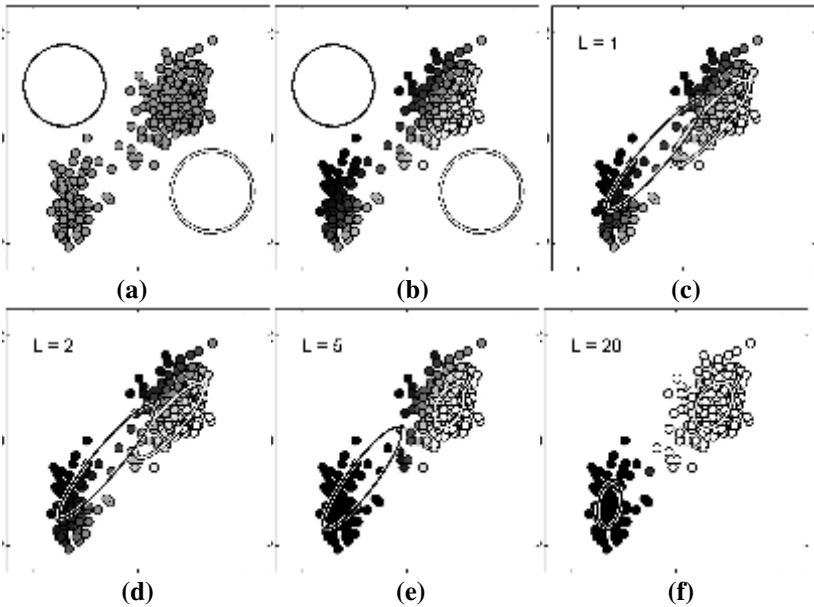 L = 1
(a)
(b)
(c)
L = 2
L = 5
L = 20
(d)
(e)
(f)